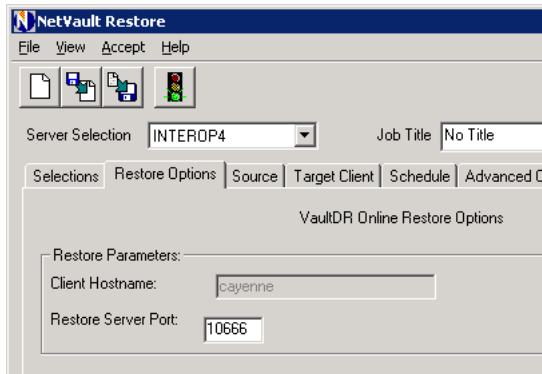 NetVault Restore
File View Accept Help
Server Selection INTEROP4 Job Title No Title
Selections Restore Options Source Target Client Schedule Advanced
VaultDR Online Restore Options
Restore Parameters:
Client Hostname: cayenne
Restore Server Port: 10666